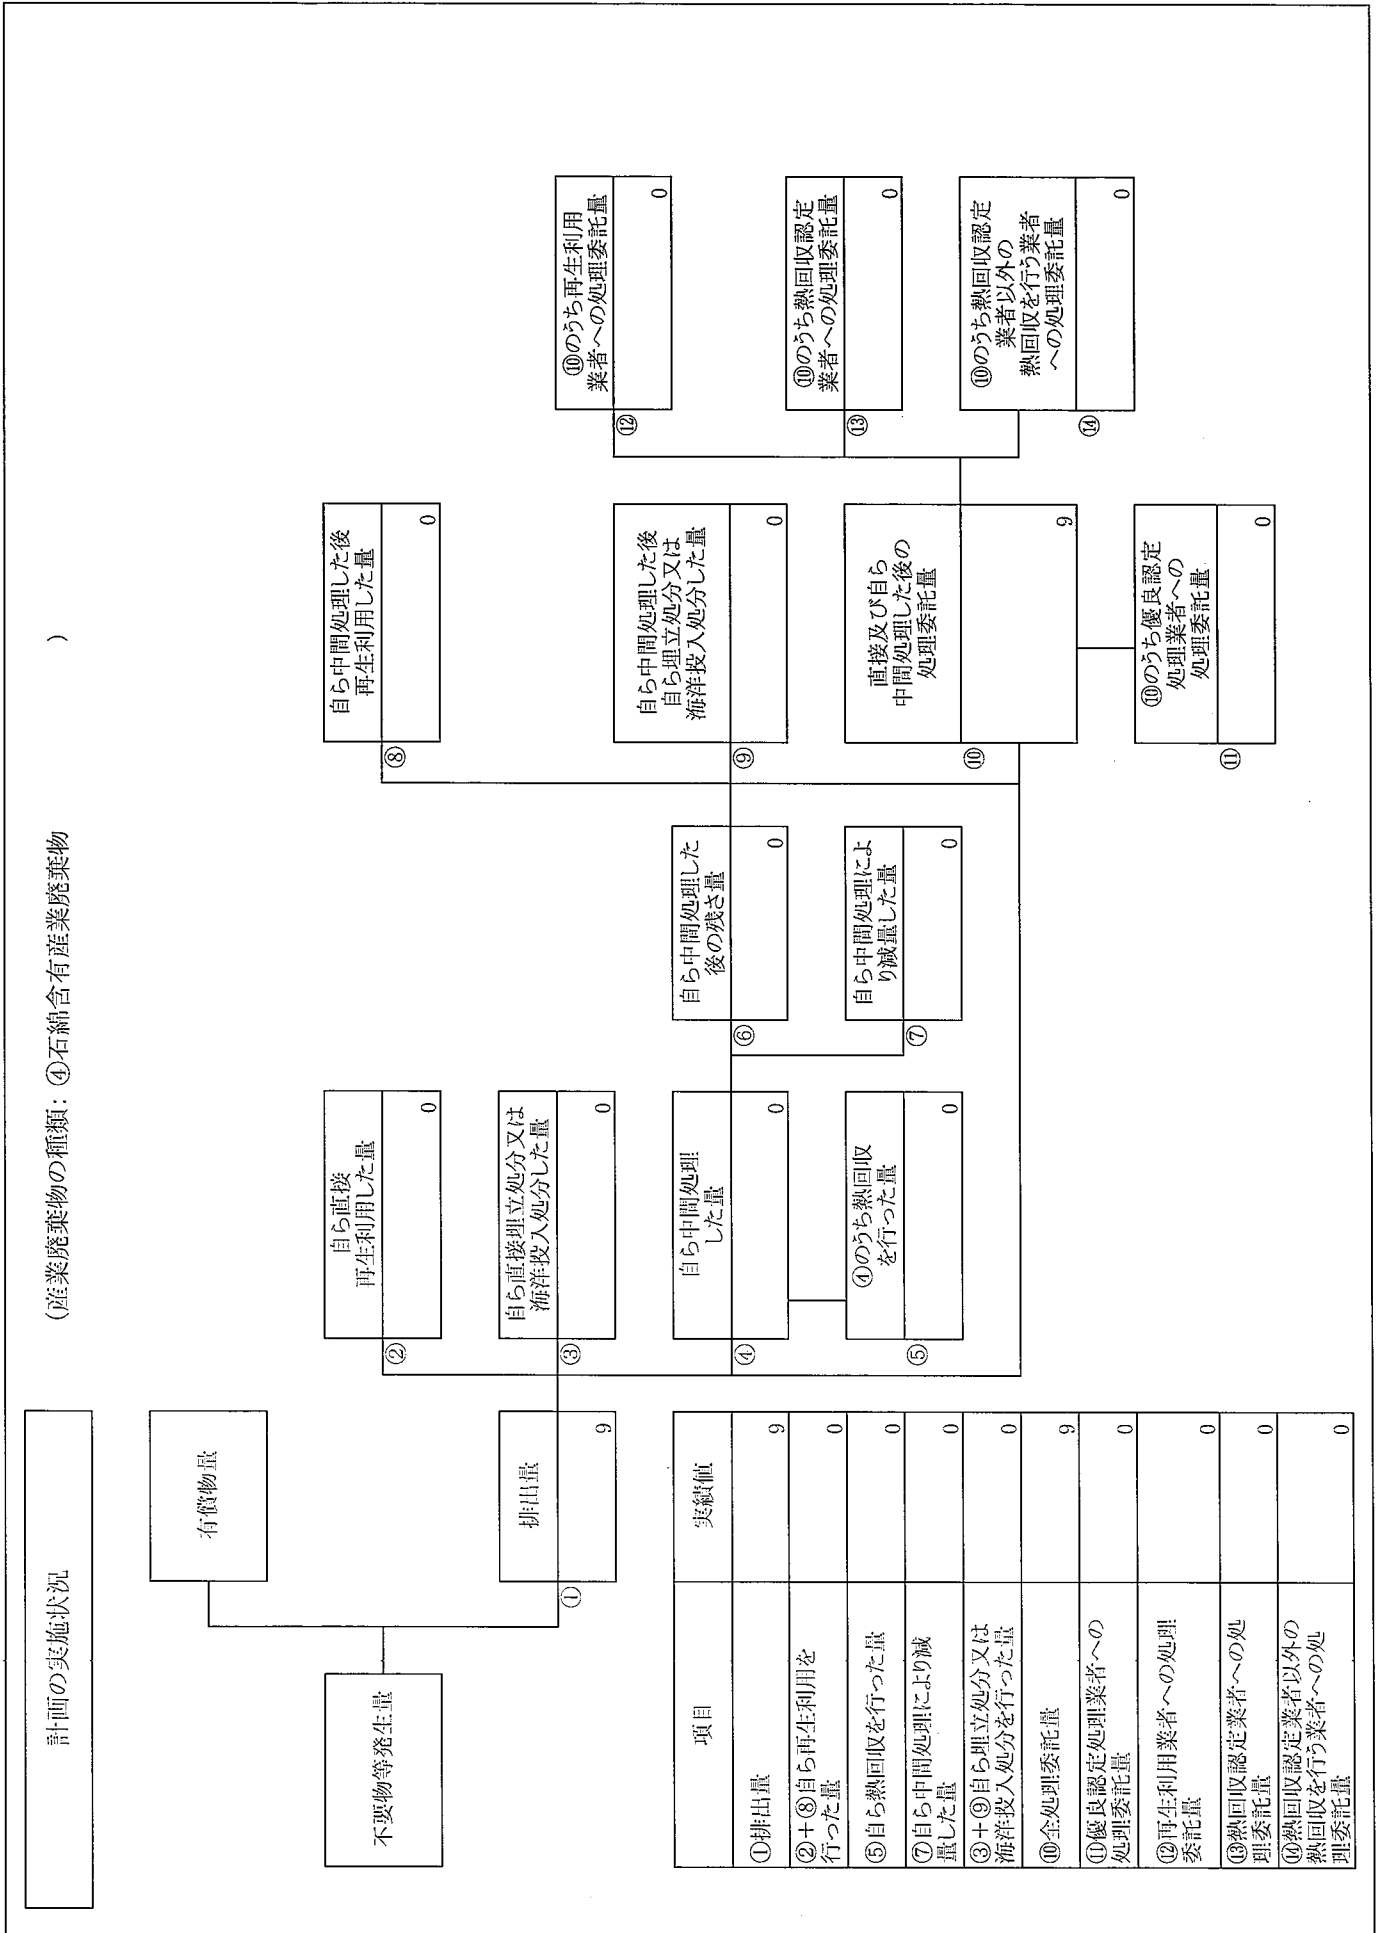 計画の実施状況
(産業廃棄物の種類：④石綿含有産業廃棄物　　　　　)
不要物等発生量
有償物量
①
排出量
9
②
自ら直接
再生利用した量
0
③
自ら直接埋立処分又は
海洋投入処分した量
0
④
自ら中間処理
した量
0
⑤
④のうち熱回収
を行った量
0
⑥
自ら中間処理した
後の残さ量
0
⑦
自ら中間処理によ
り減量した量
0
⑧
自ら中間処理した後
再生利用した量
0
⑨
自ら中間処理した後
自ら埋立処分又は
海洋投入処分した量
0
⑩
直接及び自ら
中間処理した後の
処理委託量
9
⑪
⑩のうち優良認定
処理業者への
処理委託量
0
⑫
⑩のうち再生利用
業者への処理委託量
0
⑬
⑩のうち熱回収認定
業者への処理委託量
0
⑭
⑩のうち熱回収認定
業者以外の
熱回収を行う業者
への処理委託量
0
項目　実績値
①排出量　9
②＋⑧自ら再生利用を
行った量　0
⑤自ら熱回収を行った量　0
⑦自ら中間処理により減
量した量　0
③＋⑨自ら埋立処分又は
海洋投入処分を行った量　0
⑩全処理委託量　9
⑪優良認定処理業者への
処理委託量　0
⑫再生利用業者への処理
委託量　0
⑬熱回収認定業者への処
理委託量　0
⑭熱回収認定業者以外の
熱回収を行う業者への処
理委託量　0